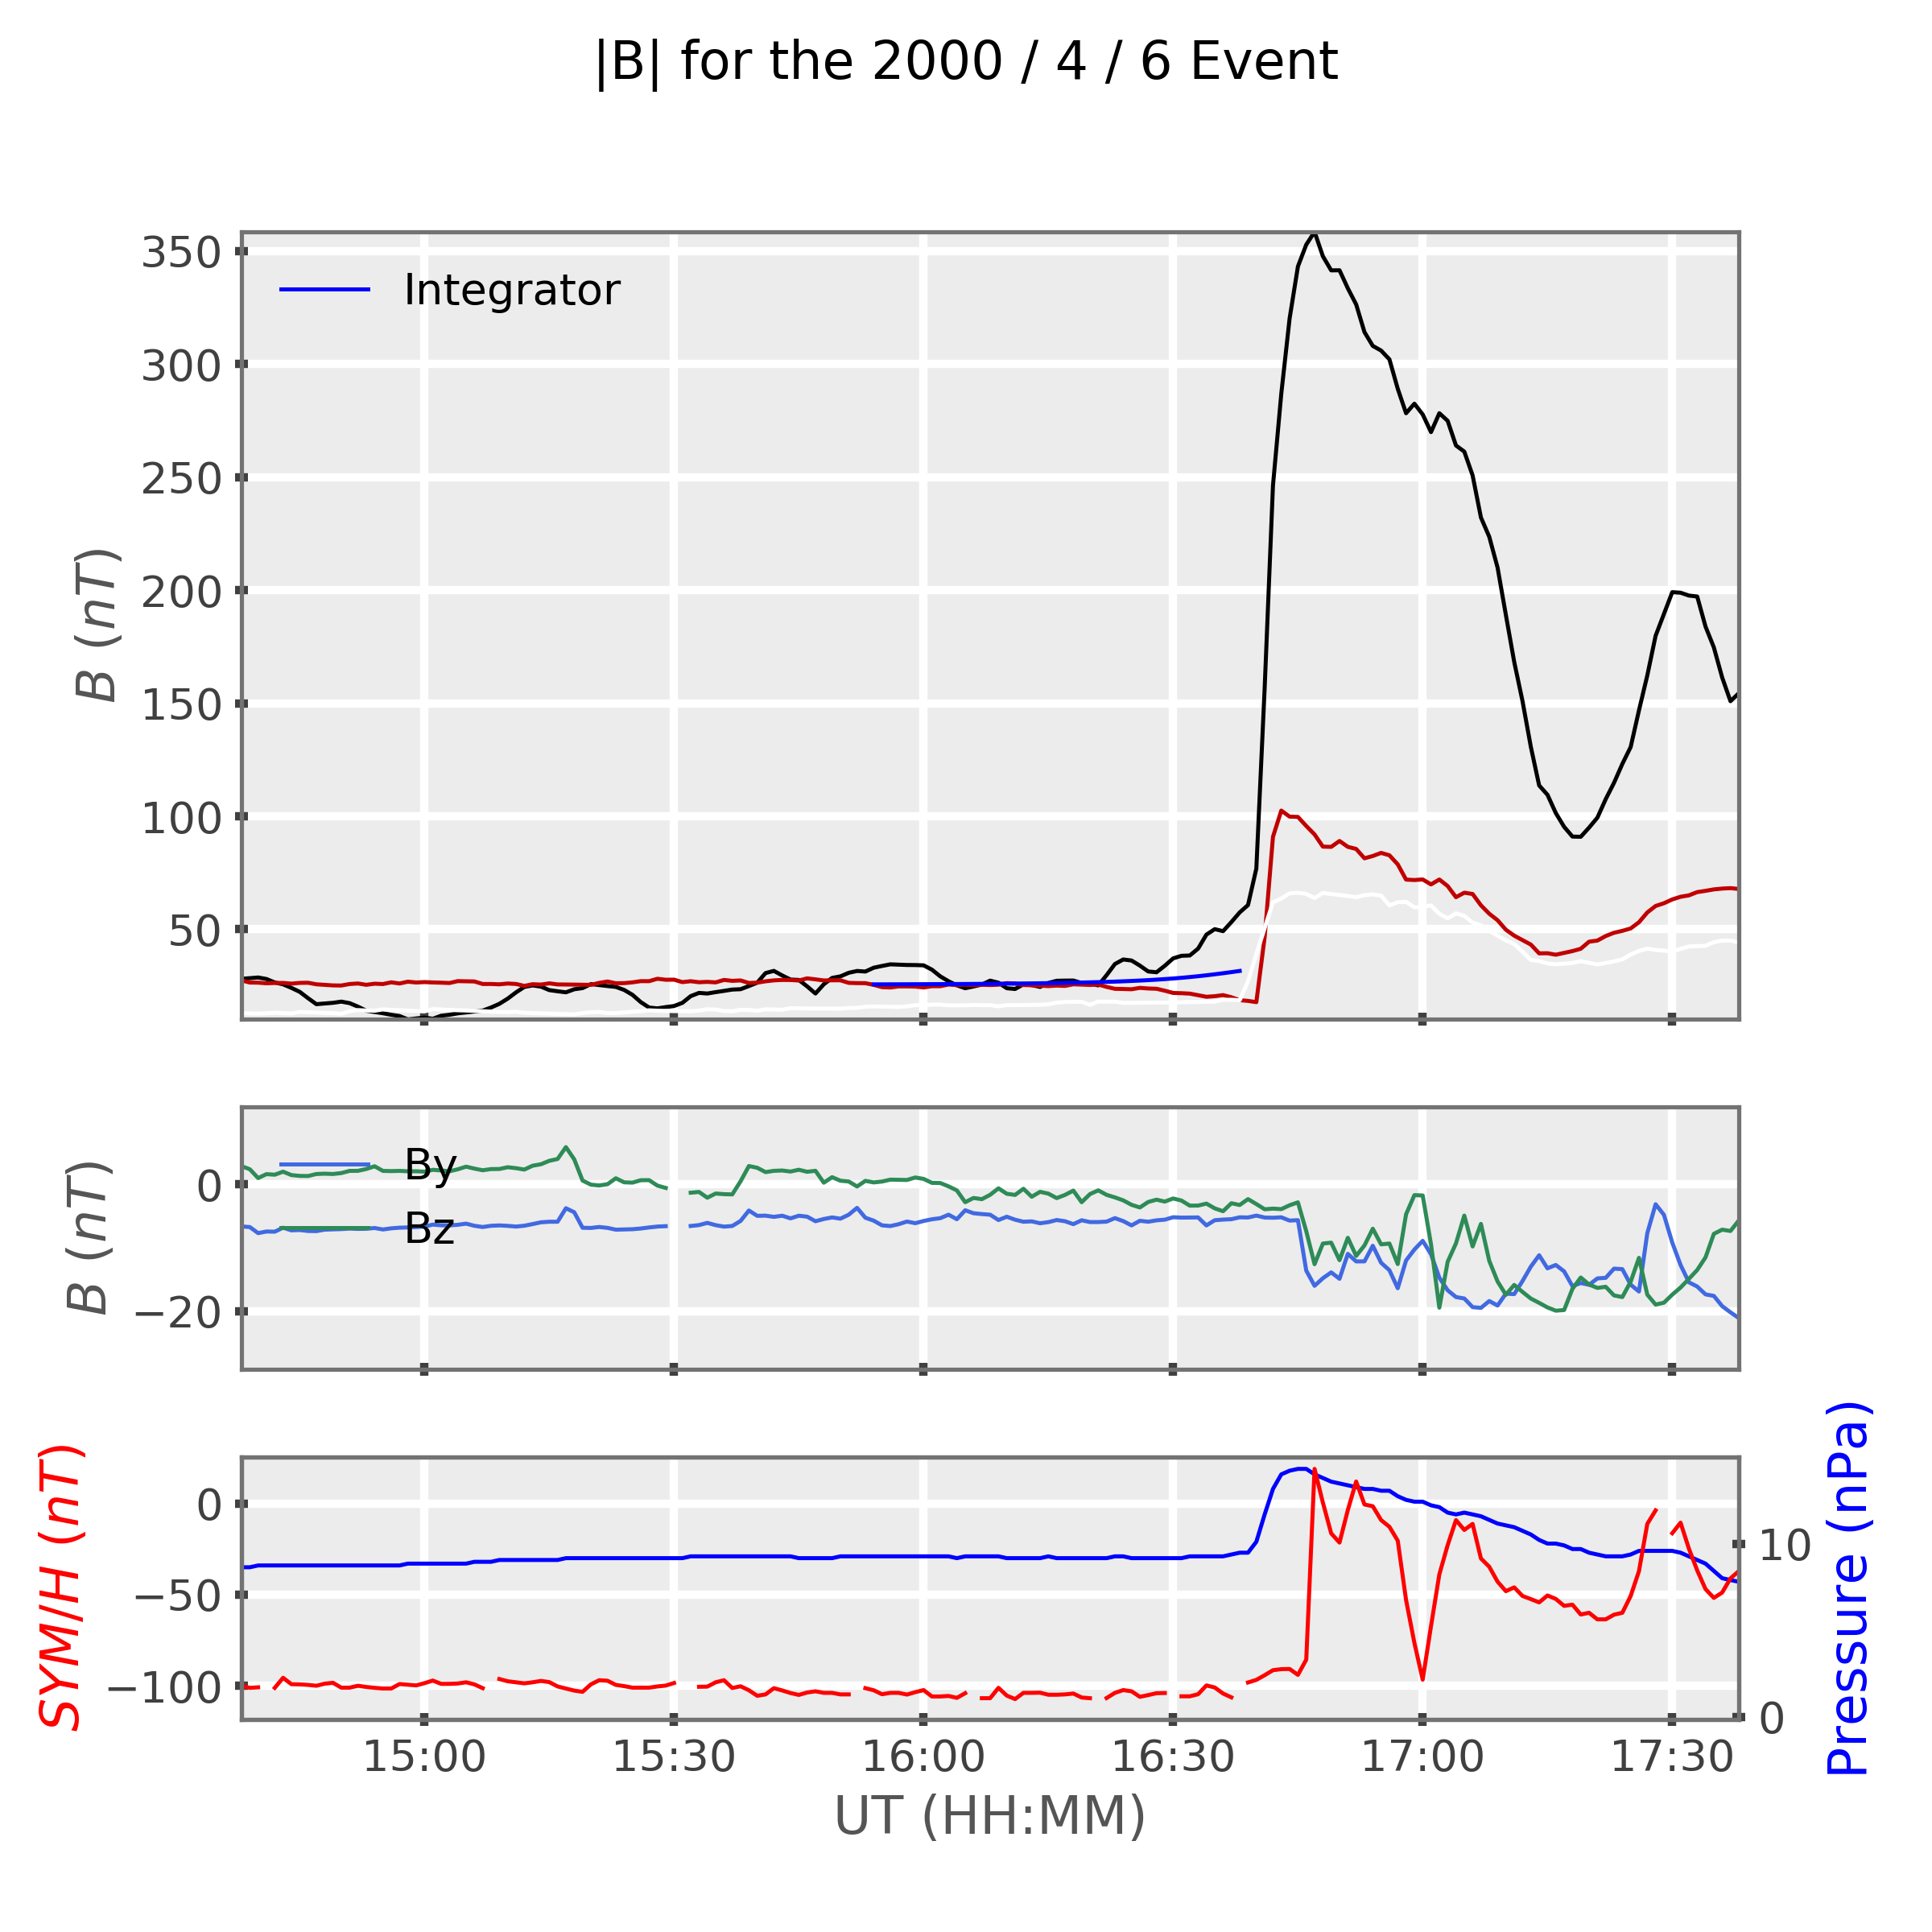 |B| for the 2000 / 4 / 6 Event
350
300
250
200
150
100
50
B (nT)
Integrator
0
−20
B (nT)
By
Bz
0
−50
−100
SYM/H (nT)
10
0
Pressure (nPa)
15:00 15:30 16:00 16:30 17:00 17:30
UT (HH:MM)